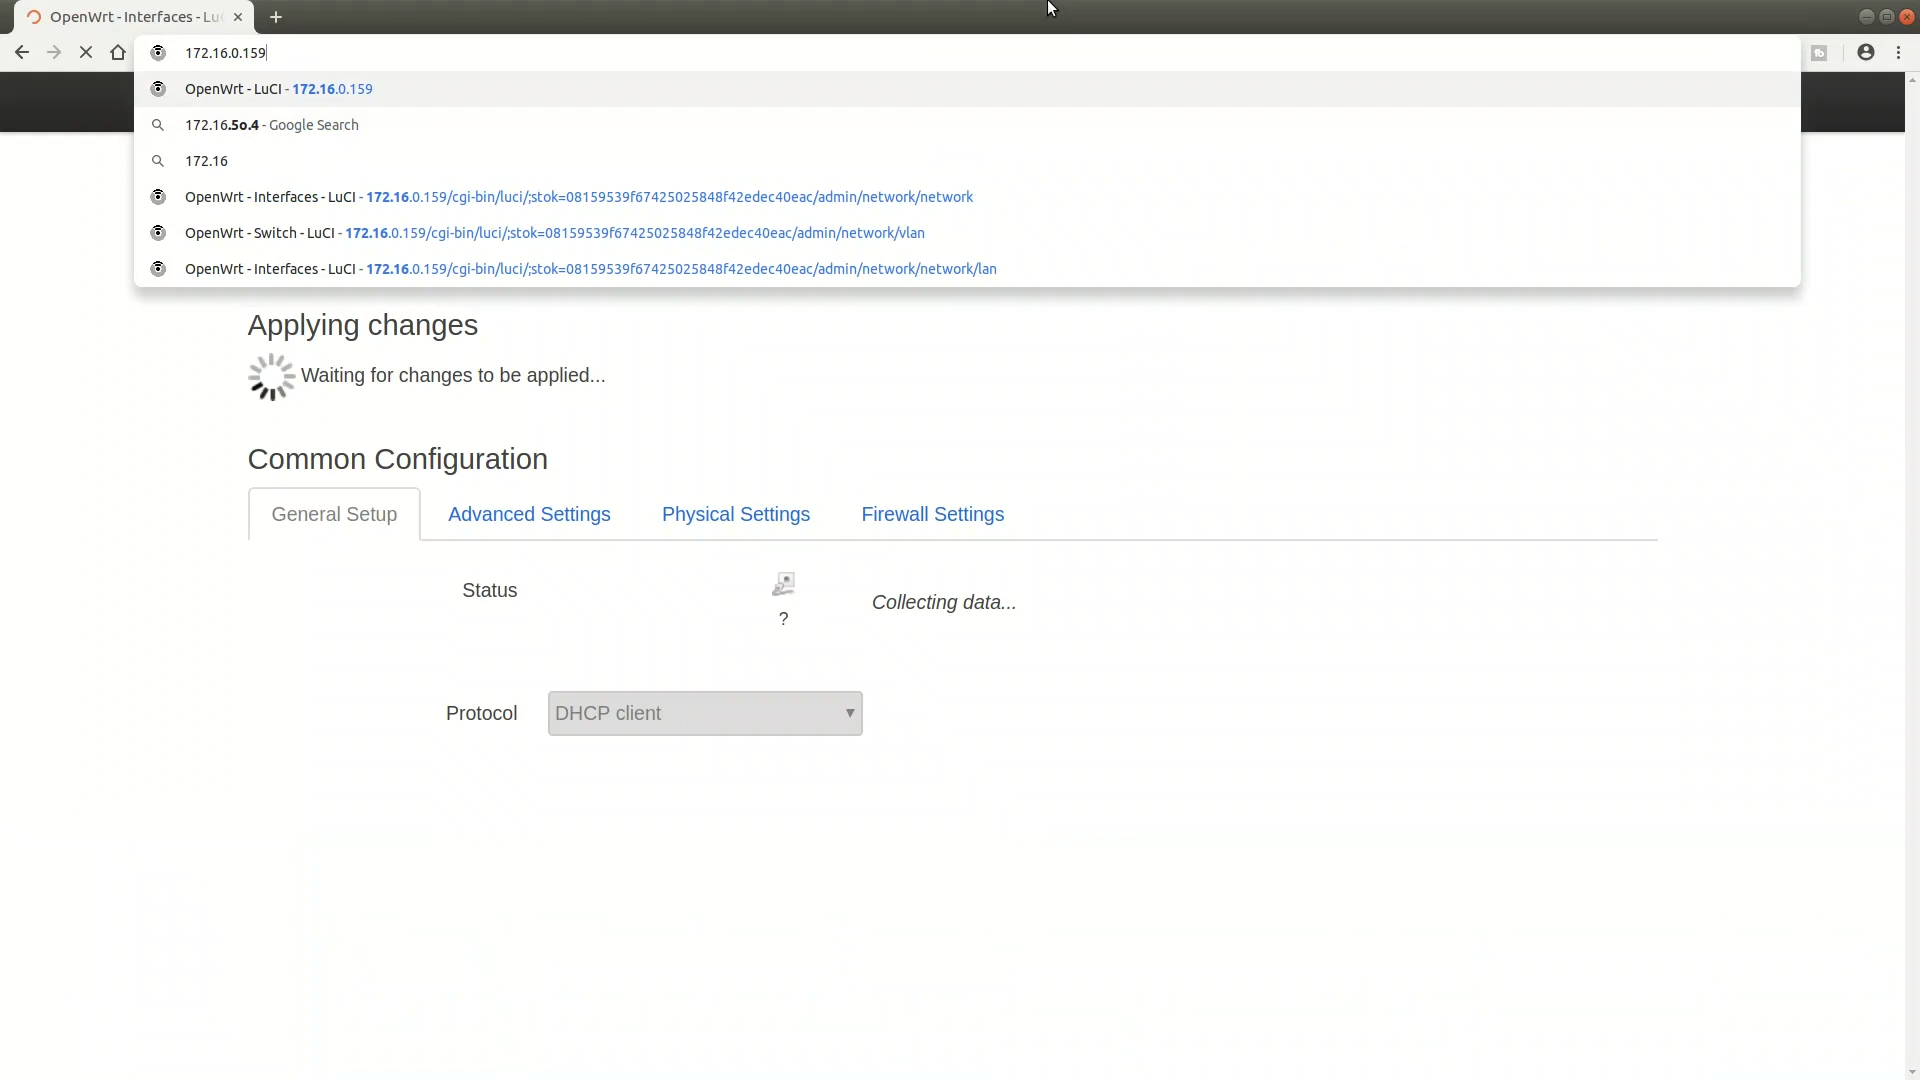 OpenWrt - Interfaces - Lu
172.16.0.159
OpenWrt - LuCI - 172.16.0.159
172.16.5o.4 - Google Search
172.16
OpenWrt - Interfaces - LuCI - 172.16.0.159/cgi-bin/luci/;stok=08159539f67425025848f42edec40eac/admin/network/network
OpenWrt - Switch - LuCI - 172.16.0.159/cgi-bin/luci/;stok=08159539f67425025848f42edec40eac/admin/network/vlan
OpenWrt - Interfaces - LuCI - 172.16.0.159/cgi-bin/luci/;stok=08159539f67425025848f42edec40eac/admin/network/network/lan
Applying changes
Waiting for changes to be applied...
Common Configuration
General Setup Advanced Settings Physical Settings Firewall Settings
Status
Collecting data...
?
Protocol DHCP client